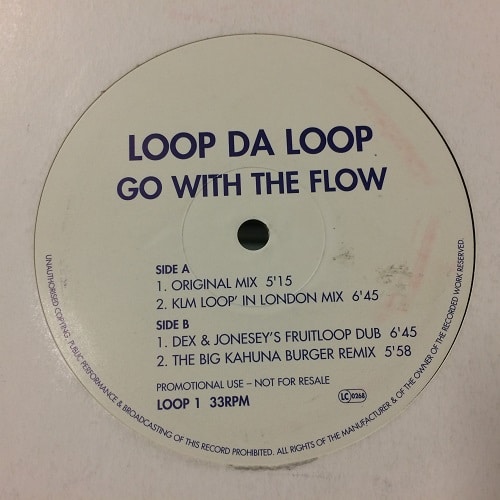 LOOP DA LOOP
GO WITH THE FLOW
SIDE A
1. ORIGINAL MIX 5'15
2. KLM LOOP' IN LONDON MIX 6'45
SIDE B
1. DEX & JONESEY'S FRUITLOOP DUB 6'45
2. THE BIG KAHUNA BURGER REMIX 5'58
PROMOTIONAL USE – NOT FOR RESALE
LOOP 1 33RPM
LC 0268
UNAUTHORISED COPYING PUBLIC PERFORMANCE & BROADCASTING OF THIS RECORD PROHIBITED. ALL RIGHTS OF THE MANUFACTURER & OF THE OWNER OF THE RECORDED WORK RESERVED.